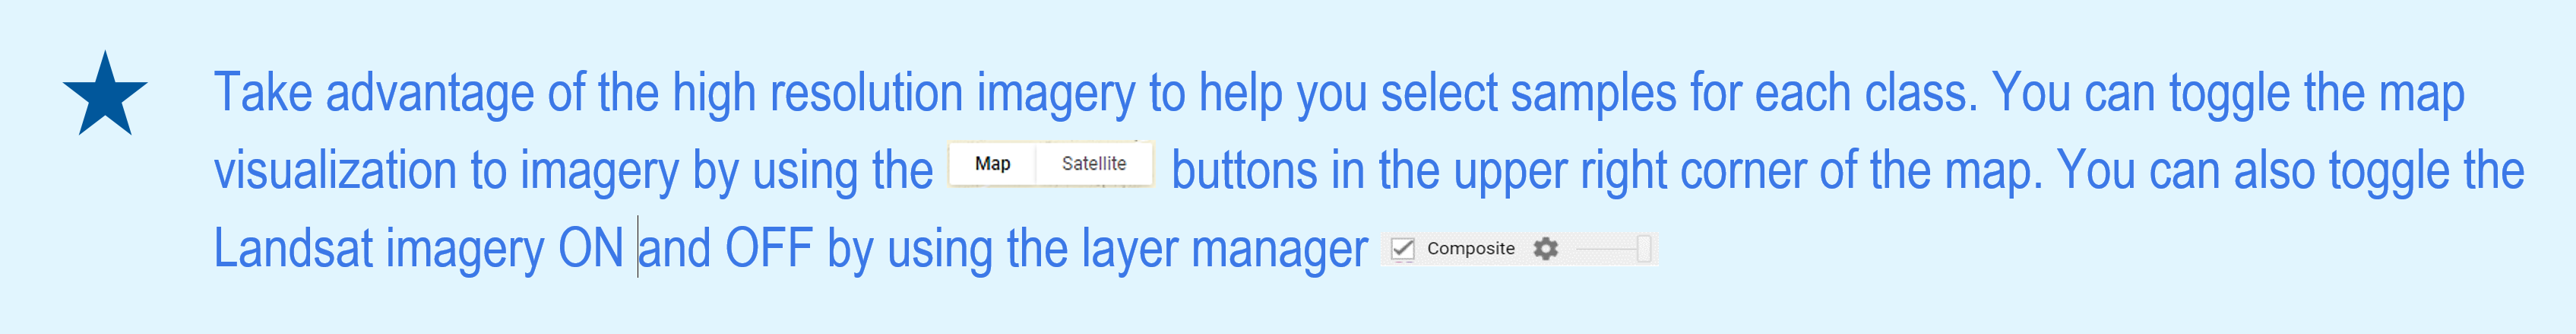 Take advantage of the high resolution imagery to help you select samples for each class. You can toggle the map
visualization to imagery by using the Map Satellite buttons in the upper right corner of the map. You can also toggle the
Landsat imagery ON and OFF by using the layer manager Composite